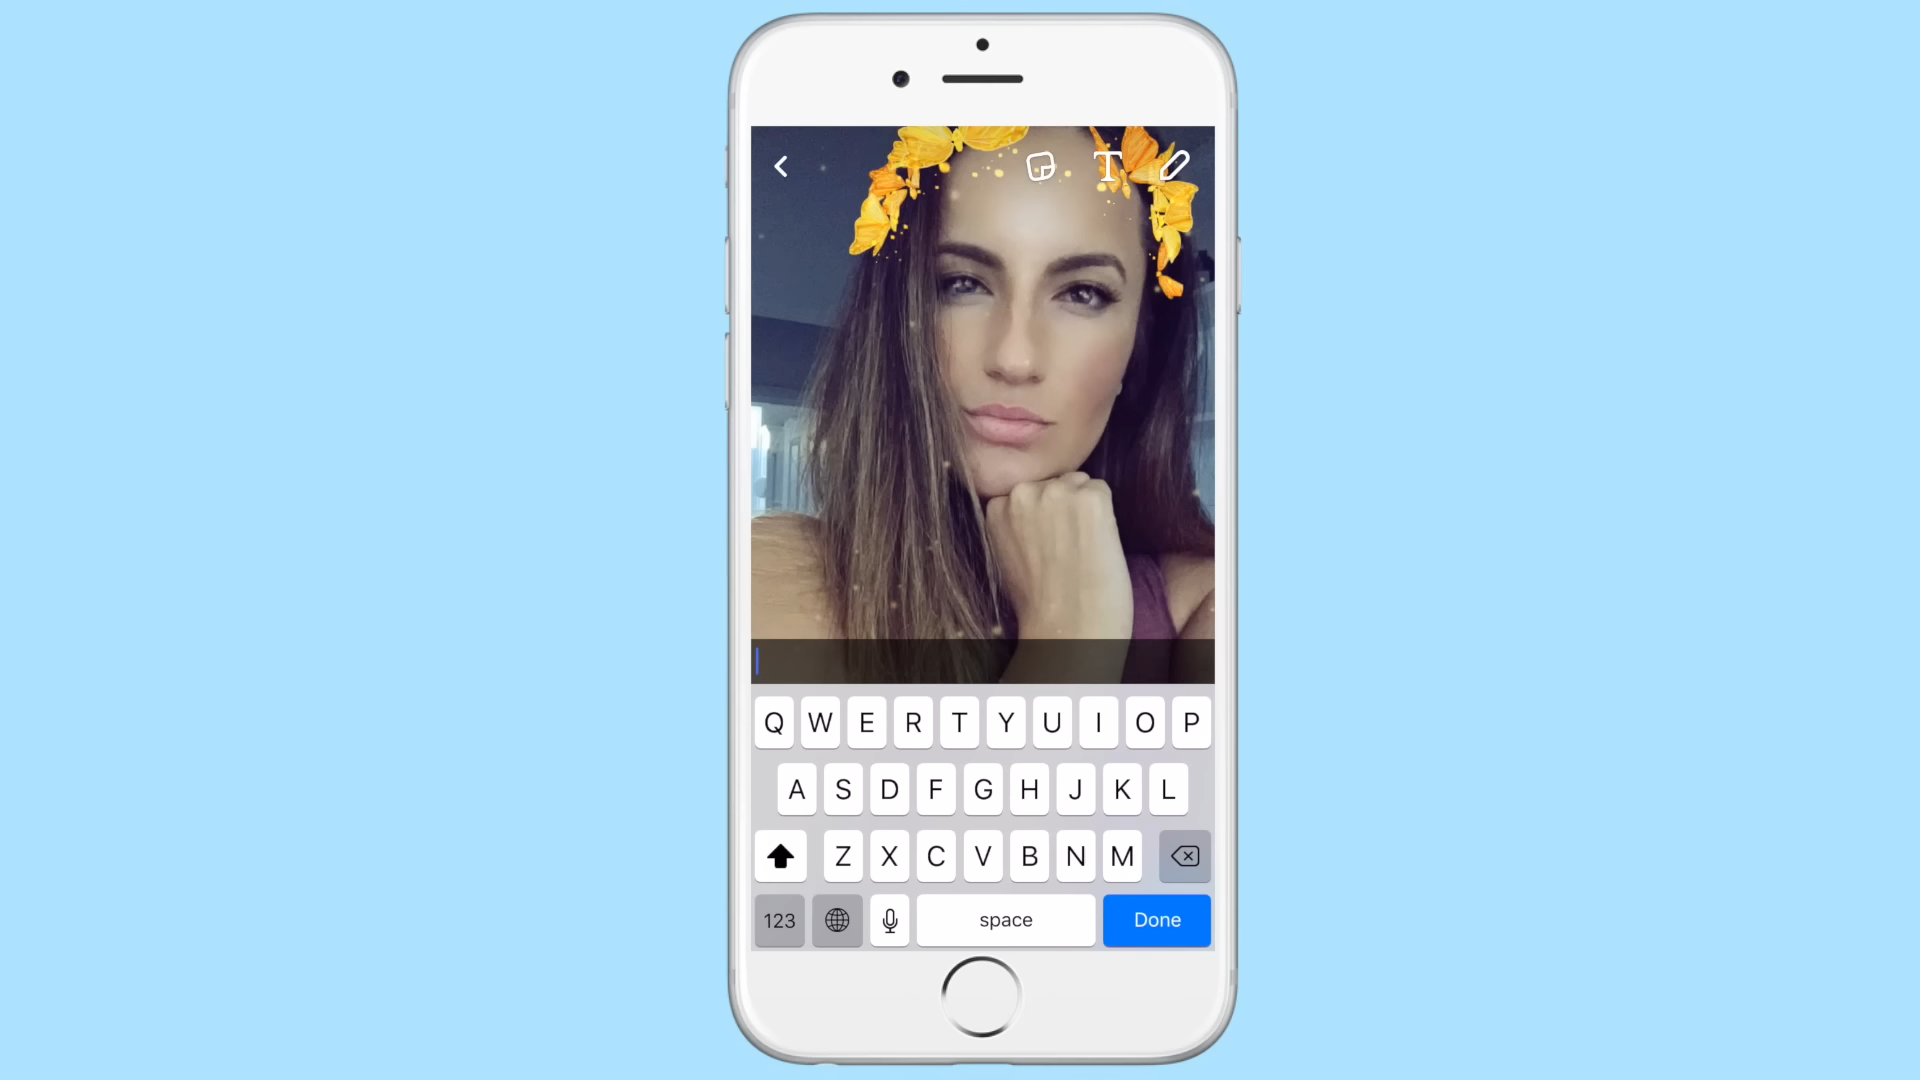 T
Q W E R T Y U I O P
A S D F G H J K L
Z X C V B N M
123 space Done